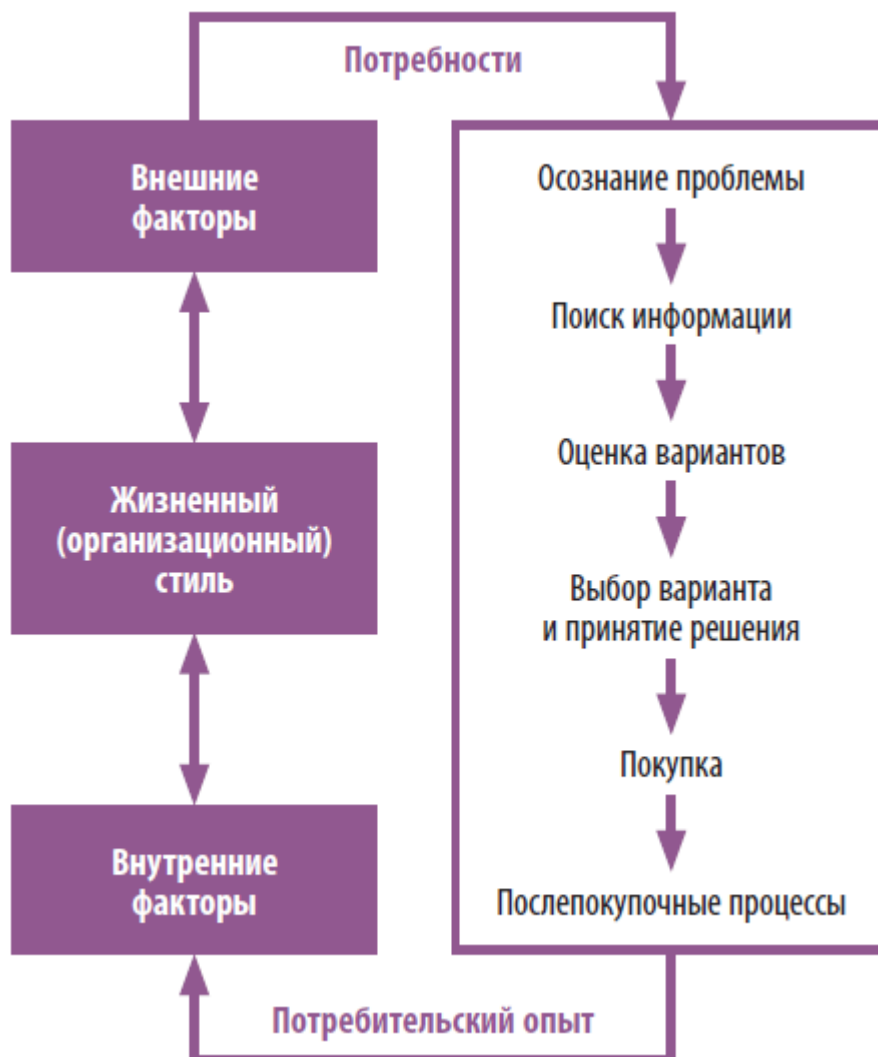 Потребности
Внешние
факторы
Жизненный
(организационный)
стиль
Внутренние
факторы
Осознание проблемы
Поиск информации
Оценка вариантов
Выбор варианта
и принятие решения
Покупка
Послепокупочные процессы
Потребительский опыт